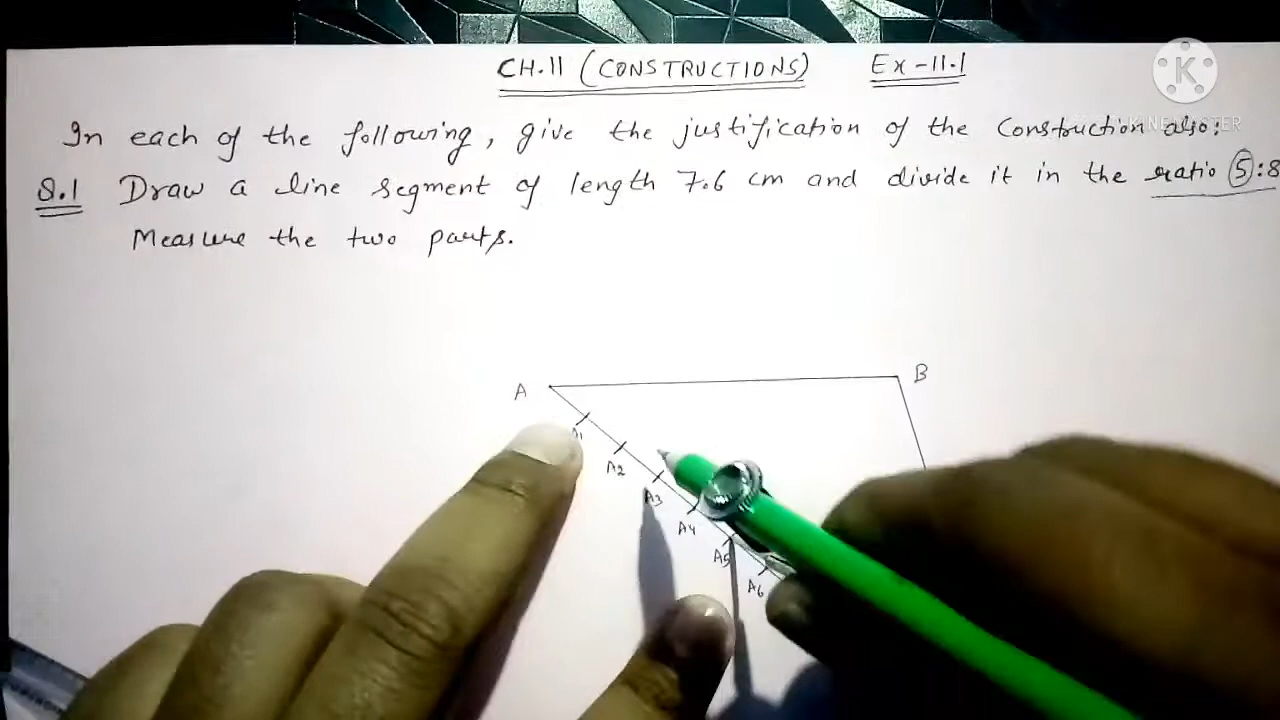 CH.11 (CONSTRUCTIONS) Ex-11.1
K
In each of the following, give the justification of the Construction also:
Q.1 Draw a line segment of length 7.6 cm and divide it in the ratio 5:8
Measure the two parts.
A B
A1
A2
A3
A4
A5
A6